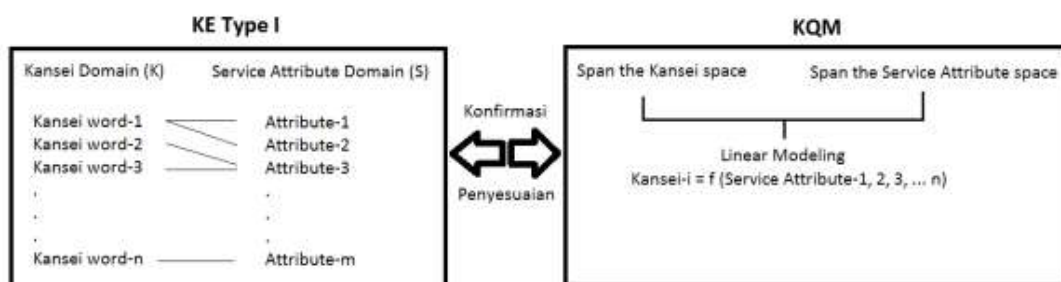 KE Type I
Kansei Domain (K) Service Attribute Domain (S)
Kansei word-1 Attribute-1
Kansei word-2 Attribute-2
Kansei word-3 Attribute-3
. .
. .
. .
Kansei word-n Attribute-m
Konfirmasi
Penyesuaian
KQM
Span the Kansei space Span the Service Attribute space
Linear Modeling
Kansei-i = f (Service Attribute-1, 2, 3, ... n)